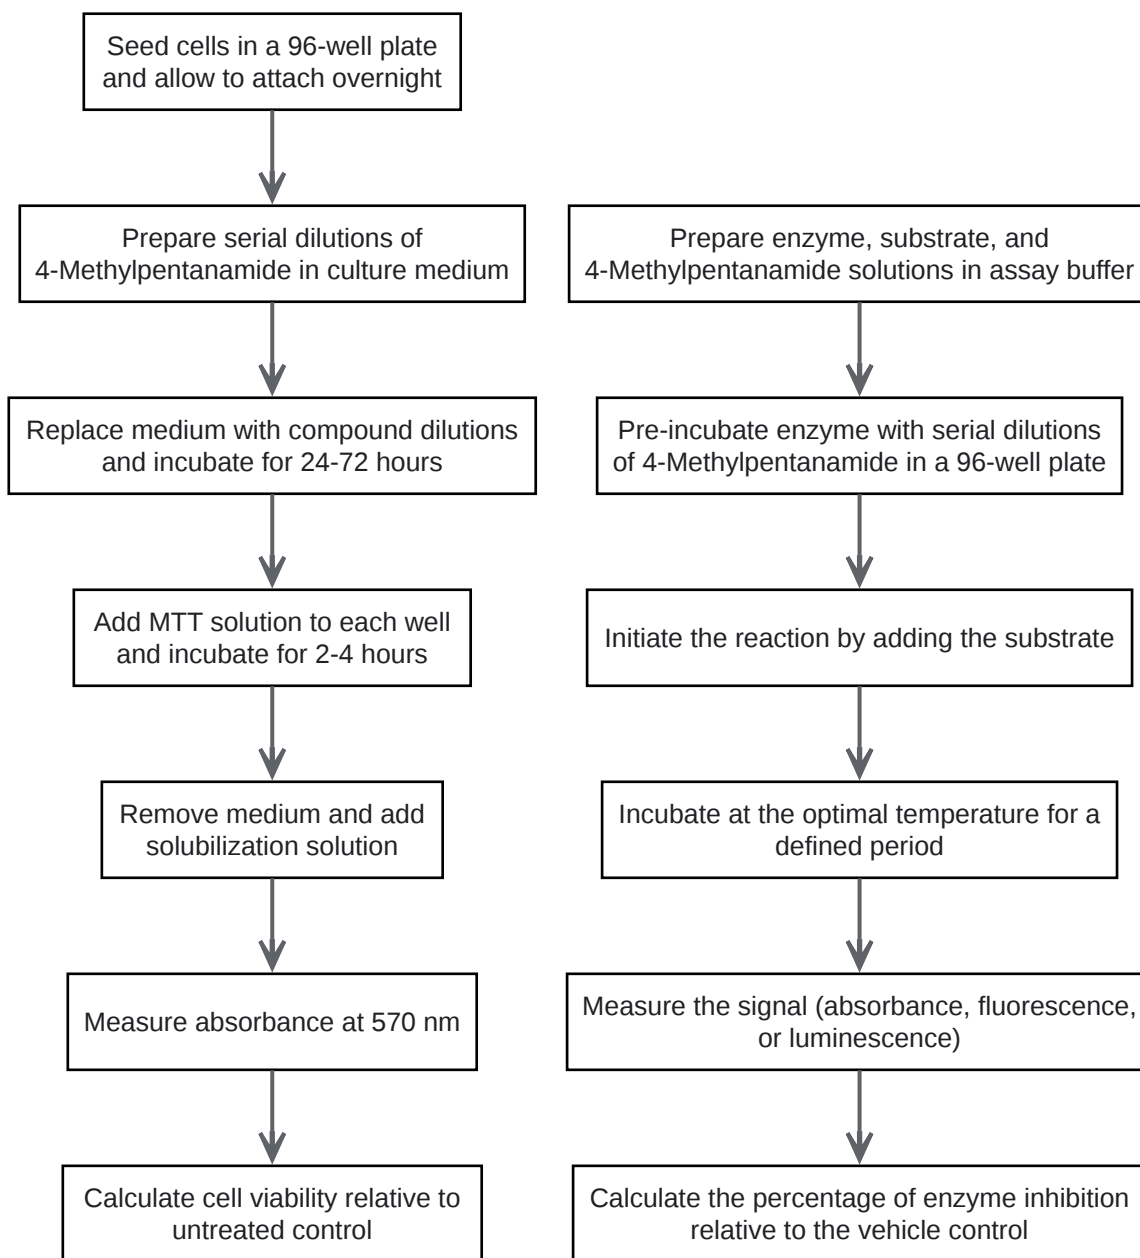 Seed cells in a 96-well plate
and allow to attach overnight
Prepare serial dilutions of
4-Methylpentanamide in culture medium
Replace medium with compound dilutions
and incubate for 24-72 hours
Add MTT solution to each well
and incubate for 2-4 hours
Remove medium and add
solubilization solution
Measure absorbance at 570 nm
Calculate cell viability relative to
untreated control
Prepare enzyme, substrate, and
4-Methylpentanamide solutions in assay buffer
Pre-incubate enzyme with serial dilutions
of 4-Methylpentanamide in a 96-well plate
Initiate the reaction by adding the substrate
Incubate at the optimal temperature for a
defined period
Measure the signal (absorbance, fluorescence,
or luminescence)
Calculate the percentage of enzyme inhibition
relative to the vehicle control